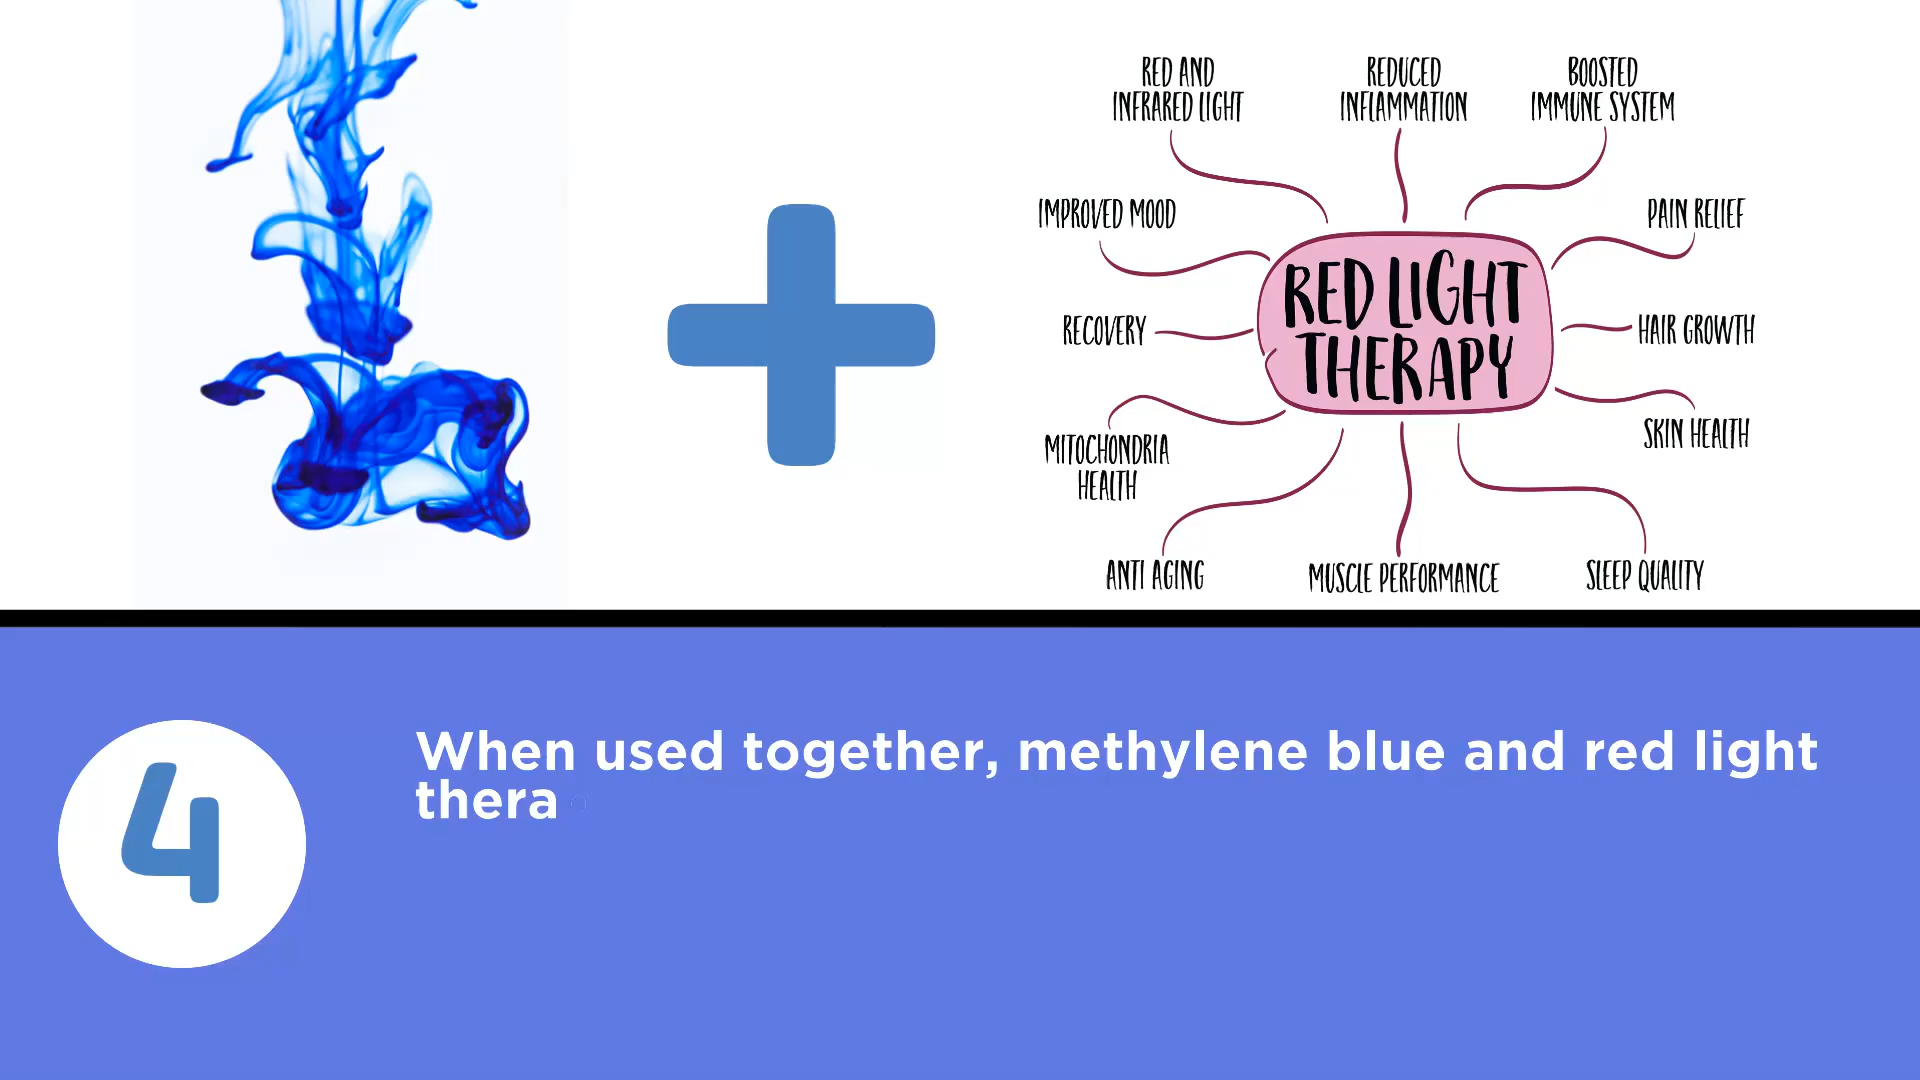 RED AND
INFRARED LIGHT
REDUCED
INFLAMMATION
BOOSTED
IMMUNE SYSTEM
IMPROVED MOOD
PAIN RELIEF
RED LIGHT
THERAPY
RECOVERY
HAIR GROWTH
MITOCHONDRIA
HEALTH
SKIN HEALTH
ANTI AGING
MUSCLE PERFORMANCE
SLEEP QUALITY
4
When used together, methylene blue and red light
thera